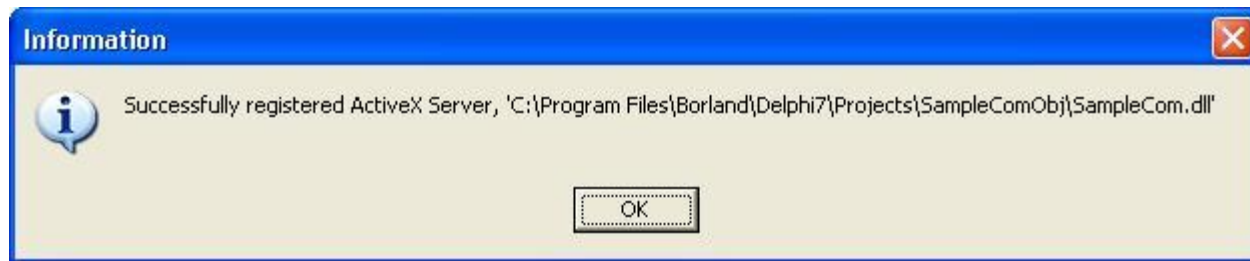 Information
Successfully registered ActiveX Server, 'C:\Program Files\Borland\Delphi7\Projects\SampleComObj\SampleCom.dll'
OK